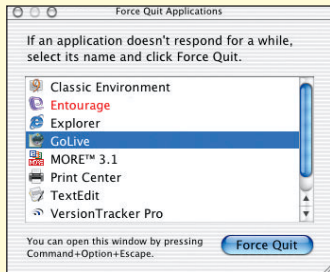 Force Quit Applications
If an application doesn't respond for a while,
select its name and click Force Quit.
Classic Environment
Entourage
Explorer
GoLive
MORE™ 3.1
Print Center
TextEdit
VersionTracker Pro
You can open this window by pressing
Command+Option+Escape.
Force Quit